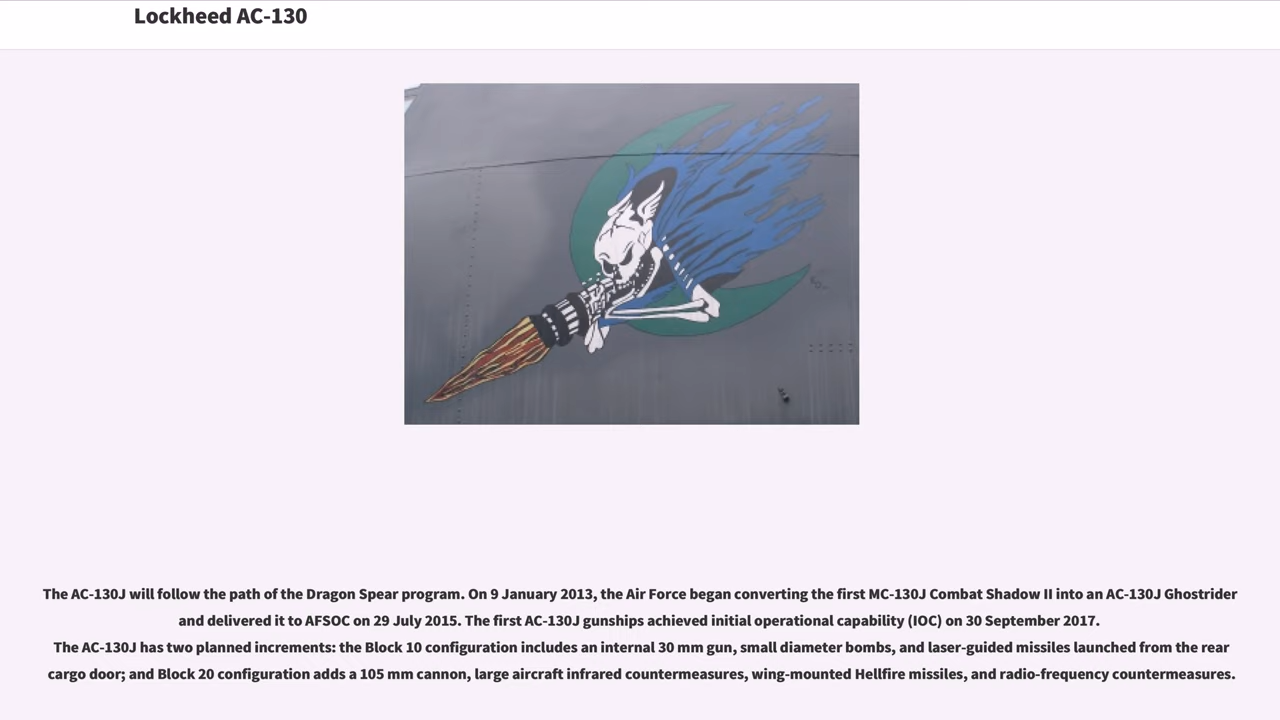 Lockheed AC-130
The AC-130J will follow the path of the Dragon Spear program. On 9 January 2013, the Air Force began converting the first MC-130J Combat Shadow II into an AC-130J Ghostrider
and delivered it to AFSOC on 29 July 2015. The first AC-130J gunships achieved initial operational capability (IOC) on 30 September 2017.
The AC-130J has two planned increments: the Block 10 configuration includes an internal 30 mm gun, small diameter bombs, and laser-guided missiles launched from the rear
cargo door; and Block 20 configuration adds a 105 mm cannon, large aircraft infrared countermeasures, wing-mounted Hellfire missiles, and radio-frequency countermeasures.